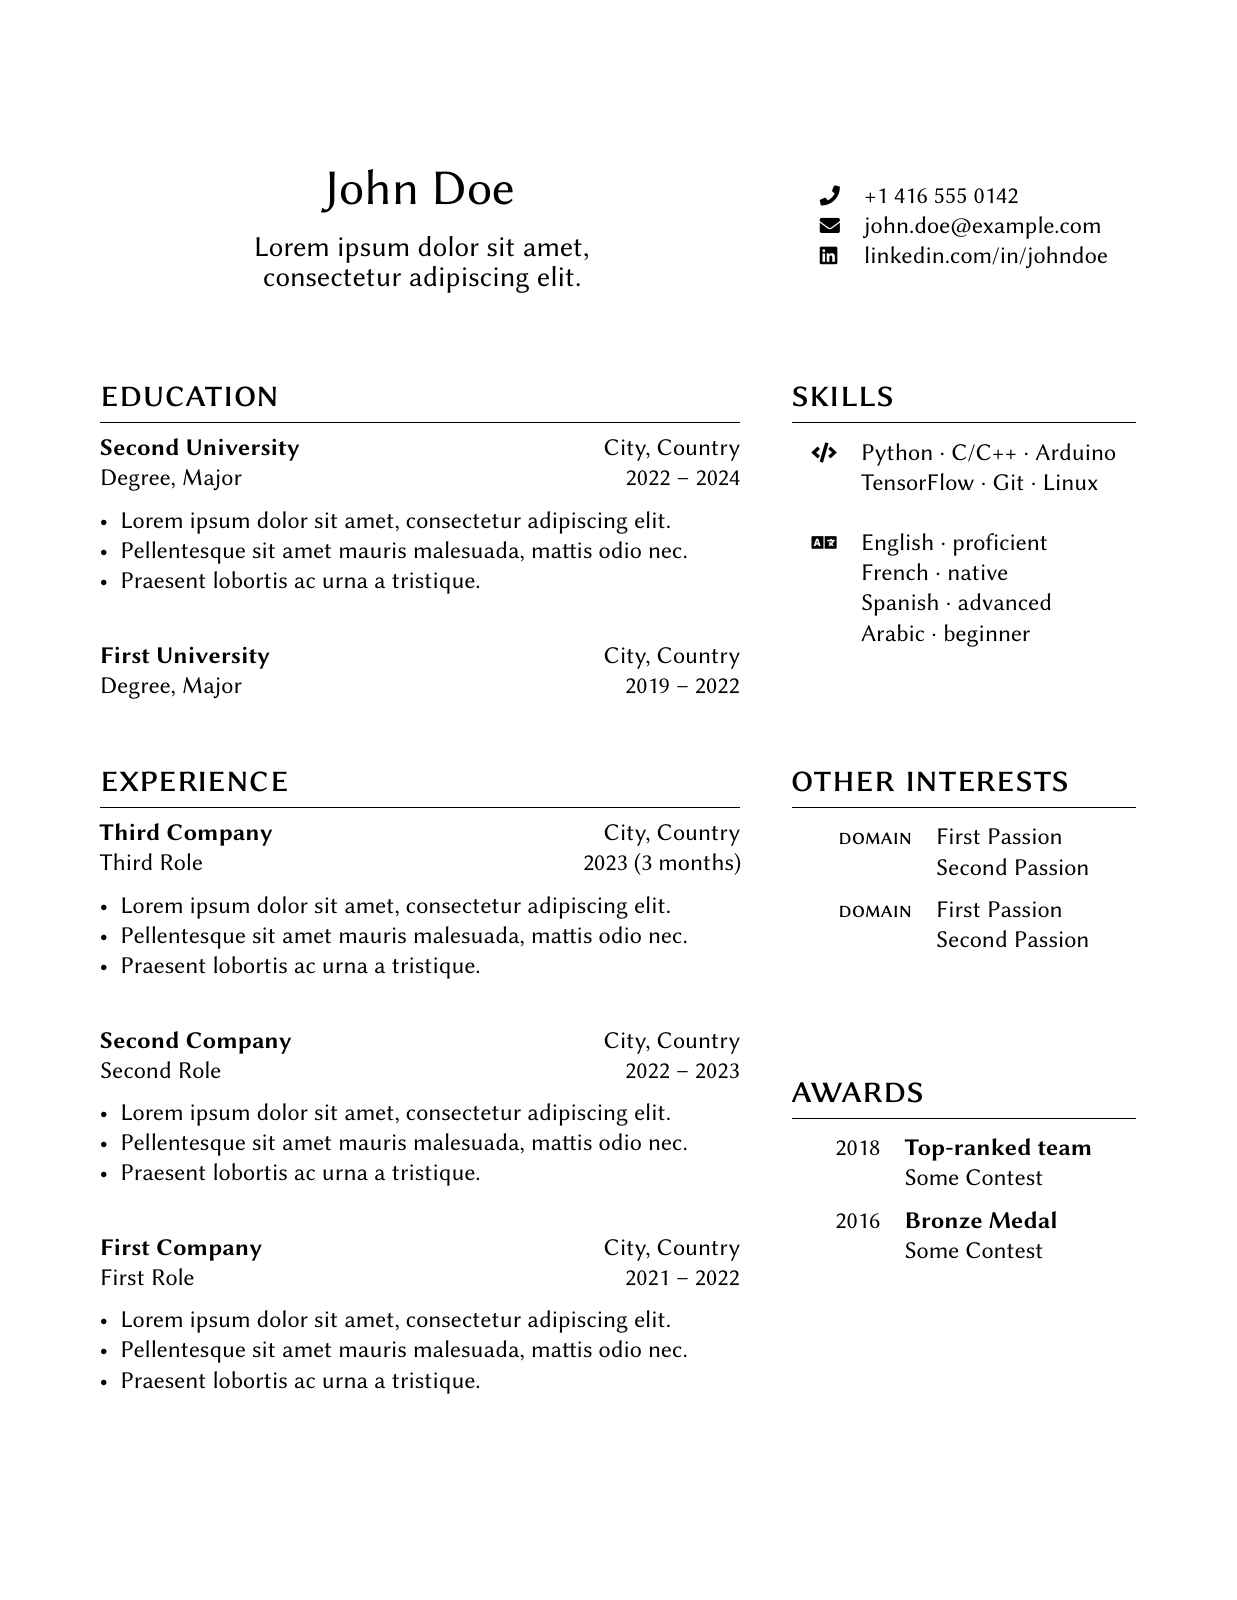 John Doe
Lorem ipsum dolor sit amet,
consectetur adipiscing elit.
+1 416 555 0142
john.doe@example.com
linkedin.com/in/johndoe
EDUCATION
Second University City, Country
Degree, Major 2022 – 2024
• Lorem ipsum dolor sit amet, consectetur adipiscing elit.
• Pellentesque sit amet mauris malesuada, mattis odio nec.
• Praesent lobortis ac urna a tristique.
First University City, Country
Degree, Major 2019 – 2022
EXPERIENCE
Third Company City, Country
Third Role 2023 (3 months)
• Lorem ipsum dolor sit amet, consectetur adipiscing elit.
• Pellentesque sit amet mauris malesuada, mattis odio nec.
• Praesent lobortis ac urna a tristique.
Second Company City, Country
Second Role 2022 – 2023
• Lorem ipsum dolor sit amet, consectetur adipiscing elit.
• Pellentesque sit amet mauris malesuada, mattis odio nec.
• Praesent lobortis ac urna a tristique.
First Company City, Country
First Role 2021 – 2022
• Lorem ipsum dolor sit amet, consectetur adipiscing elit.
• Pellentesque sit amet mauris malesuada, mattis odio nec.
• Praesent lobortis ac urna a tristique.
SKILLS
Python · C/C++ · Arduino
TensorFlow · Git · Linux
English · proficient
French · native
Spanish · advanced
Arabic · beginner
OTHER INTERESTS
DOMAIN First Passion
Second Passion
DOMAIN First Passion
Second Passion
AWARDS
2018 Top-ranked team
Some Contest
2016 Bronze Medal
Some Contest